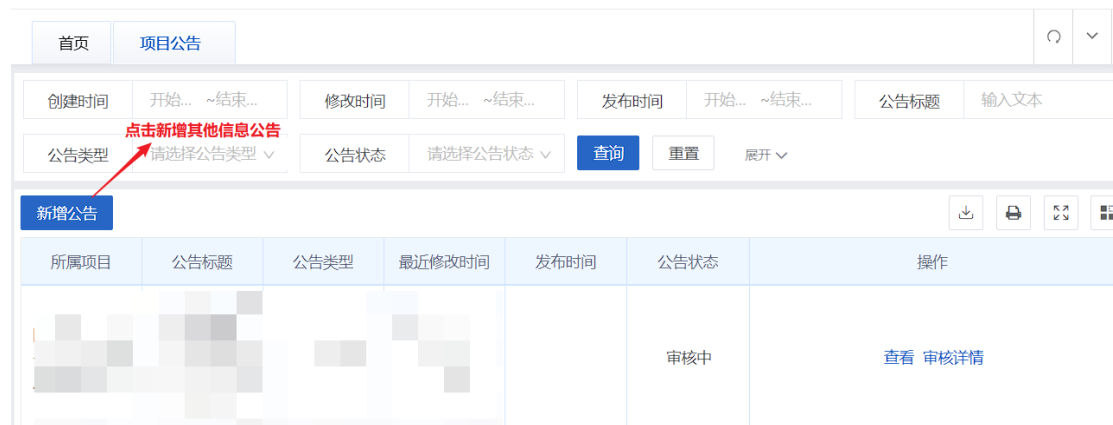 首页 项目公告
创建时间 开始... ~结束... 修改时间 开始... ~结束... 发布时间 开始... ~结束... 公告标题 输入文本
点击新增其他信息公告
公告类型 请选择公告类型 公告状态 请选择公告状态 查询 重置 展开
新增公告
所属项目 公告标题 公告类型 最近修改时间 发布时间 公告状态 操作
审核中 查看 审核详情